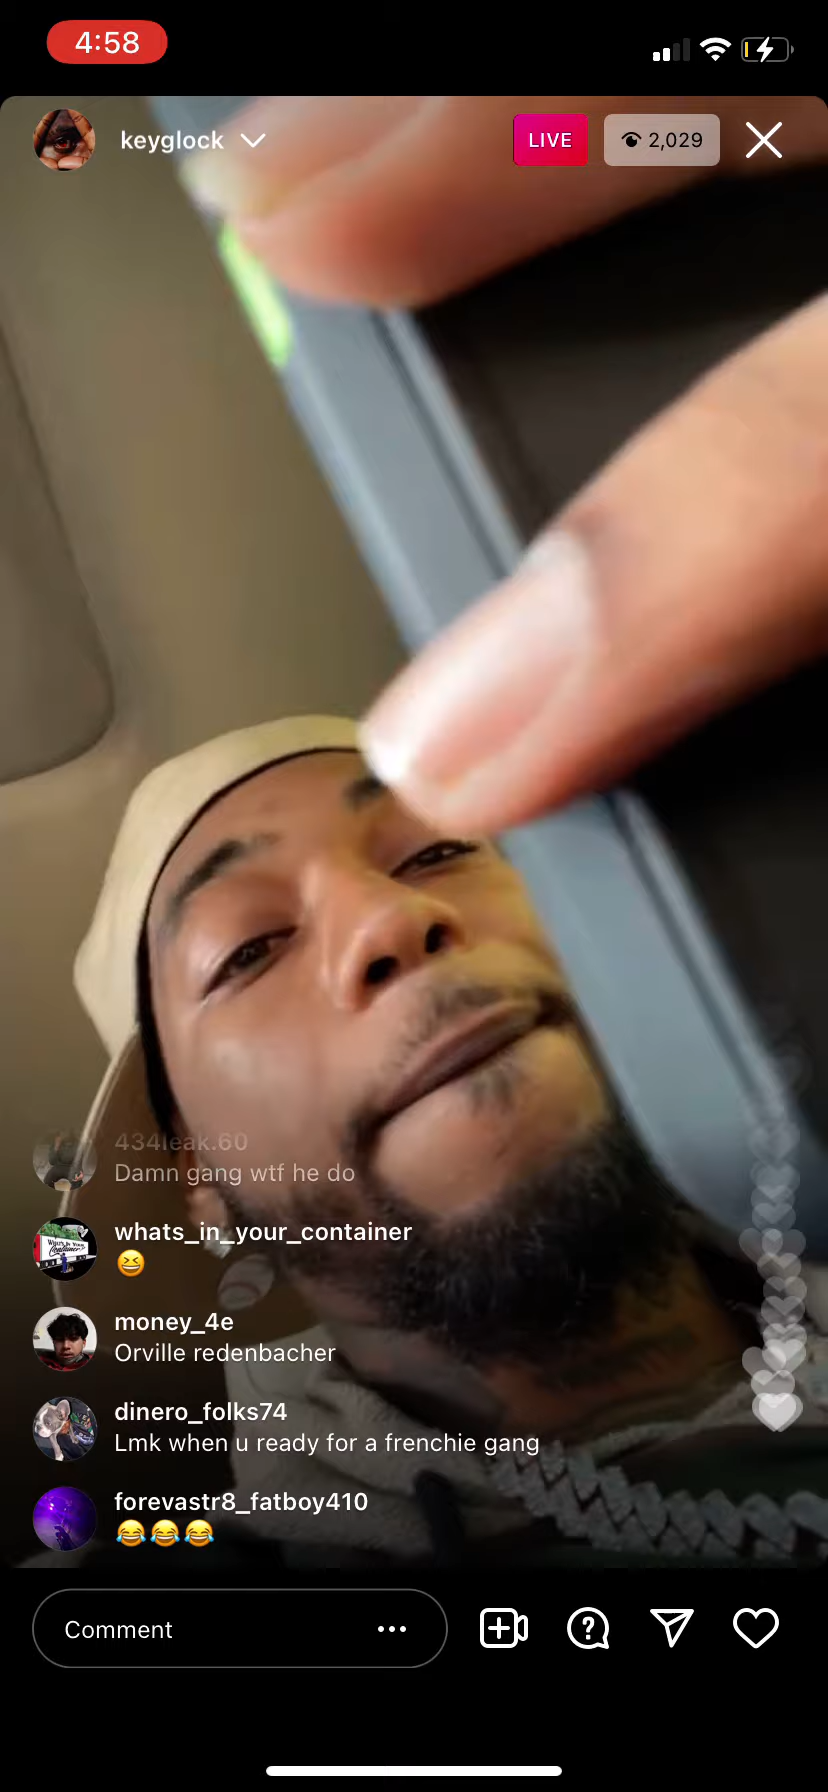 4:58
keyglock
LIVE
2,029
434leak.60
Damn gang wtf he do
whats_in_your_container
😆
money_4e
Orville redenbacher
dinero_folks74
Lmk when u ready for a frenchie gang
forevastr8_fatboy410
😂😂😂
Comment